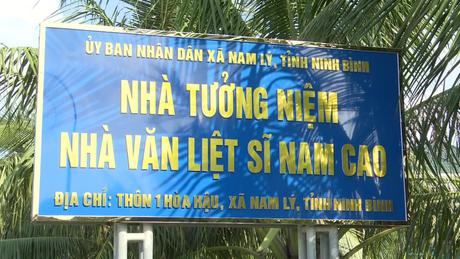 ỦY BAN NHÂN DÂN XÃ NAM LÝ, TỈNH NINH BÌNH
NHÀ TƯỞNG NIỆM
NHÀ VĂN LIỆT SĨ NAM CAO
ĐỊA CHỈ: THÔN 1 HÒA HẬU, XÃ NAM LÝ, TỈNH NINH BÌNH